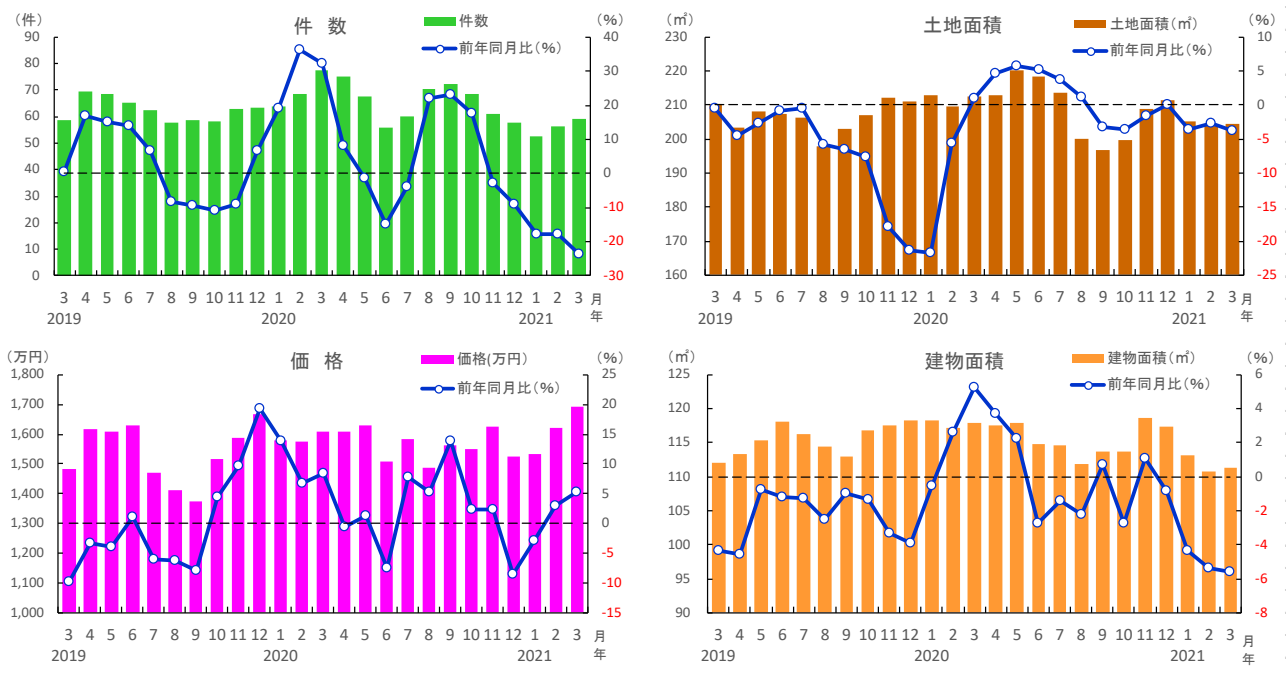 （件）
件　数
件数
前年同月比（%）
（%）
90 80 70 60 50 40 30 20 10 0
40 30 20 10 0 -10 -20 -30
3 4 5 6 7 8 9 10 11 12 1 2 3 4 5 6 7 8 9 10 11 12 1 2 3 月
2019 2020 2021 年
（㎡）
土地面積
土地面積（㎡）
前年同月比（%）
（%）
230 220 210 200 190 180 170 160
10 5 0 -5 -10 -15 -20 -25
3 4 5 6 7 8 9 10 11 12 1 2 3 4 5 6 7 8 9 10 11 12 1 2 3 月
2019 2020 2021 年
（万円）
価　格
価格(万円)
前年同月比（%）
（%）
1,800 1,700 1,600 1,500 1,400 1,300 1,200 1,100 1,000
25 20 15 10 5 0 -5 -10 -15
3 4 5 6 7 8 9 10 11 12 1 2 3 4 5 6 7 8 9 10 11 12 1 2 3 月
2019 2020 2021 年
（㎡）
建物面積
建物面積（㎡）
前年同月比（%）
（%）
125 120 115 110 105 100 95 90
6 4 2 0 -2 -4 -6 -8
3 4 5 6 7 8 9 10 11 12 1 2 3 4 5 6 7 8 9 10 11 12 1 2 3 月
2019 2020 2021 年